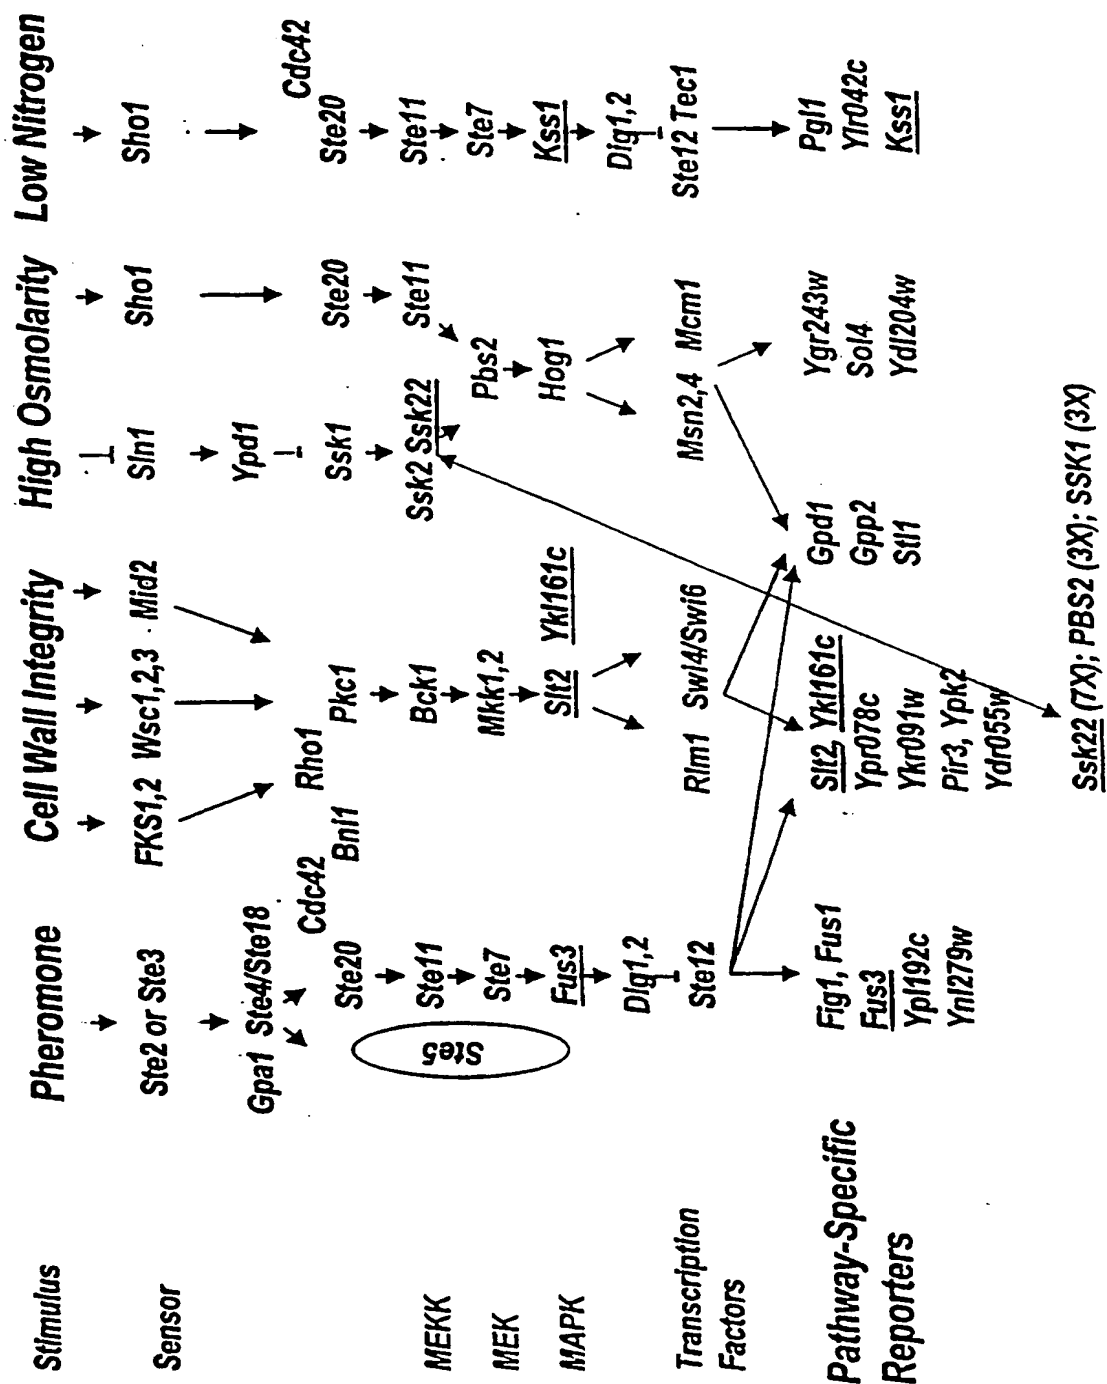 Stimulus Pheromone Cell Wall Integrity High Osmolarity Low Nitrogen
Sensor Ste2 or Ste3 FKS1,2 Wsc1,2,3 Mid2 Sln1 Sho1 Sho1
Gpa1 Ste4/Ste18 Ypd1
Cdc42 Rho1 Cdc42
Ste20 Bni1 Pkc1 Ssk1 Ste20 Ste20
Ste5
MEKK Ste11 Bck1 Ssk2 Ssk22 Ste11 Ste11
MEK Ste7 Mkk1,2 Pbs2 Ste7
MAPK Fus3 Slt2 Ykl161c Hog1 Kss1
Dig1,2 Dig1,2
Transcription Ste12 Rlm1 Swi4/Swi6 Msn2,4 Mcm1 Ste12 Tec1
Factors
Pathway-Specific Fig1, Fus1 Slt2, Ykl161c Gpd1 Ygr243w Pgl1
Reporters Fus3 Ypr078c Gpp2 Sol4 Ylr042c
Ypl192c Ykr091w Stl1 Ydl204w Kss1
Ynl279w Pir3, Ypk2
Ydr055w
Ssk22 (7X); PBS2 (3X); SSK1 (3X)